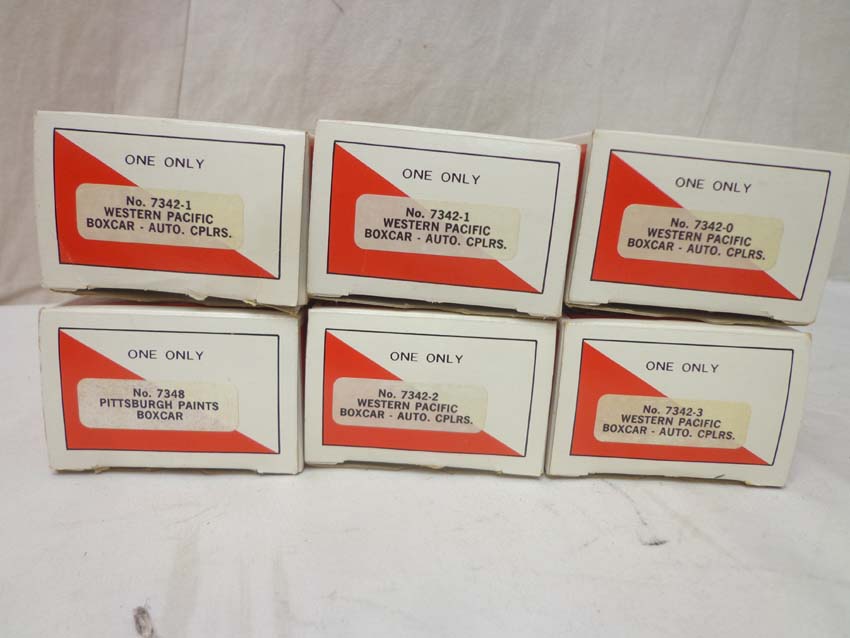 ONE ONLY
No. 7342-1
WESTERN PACIFIC
BOXCAR - AUTO. CPLRS.
ONE ONLY
No. 7342-1
WESTERN PACIFIC
BOXCAR - AUTO. CPLRS.
ONE ONLY
No. 7342-0
WESTERN PACIFIC
BOXCAR - AUTO. CPLRS.
ONE ONLY
No. 7348
PITTSBURGH PAINTS
BOXCAR
ONE ONLY
No. 7342-2
WESTERN PACIFIC
BOXCAR - AUTO. CPLRS.
ONE ONLY
No. 7342-3
WESTERN PACIFIC
BOXCAR - AUTO. CPLRS.